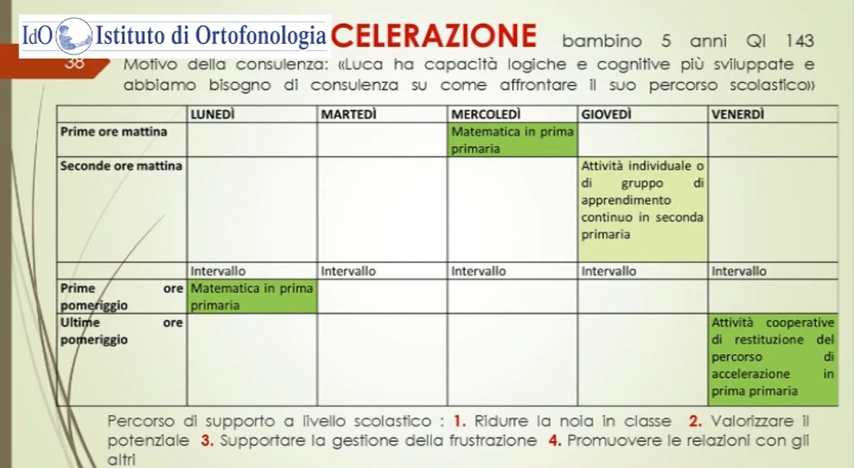 IdO Istituto di Ortofonologia CELERAZIONE bambino 5 anni QI 143
38 Motivo della consulenza: «Luca ha capacità logiche e cognitive più sviluppate e
abbiamo bisogno di consulenza su come affrontare il suo percorso scolastico»
LUNEDÌ MARTEDÌ MERCOLEDÌ GIOVEDÌ VENERDÌ
Prime ore mattina Matematica in prima
primaria
Seconde ore mattina Attività individuale o
di gruppo di
apprendimento
continuo in seconda
primaria
Intervallo Intervallo Intervallo Intervallo Intervallo
Prime ore Matematica in prima
pomeriggio primaria
Ultime ore Attività cooperative
pomeriggio di restituzione del
percorso di
accelerazione in
prima primaria
Percorso di supporto a livello scolastico : 1. Ridurre la noia in classe 2. Valorizzare il
potenziale 3. Supportare la gestione della frustrazione 4. Promuovere le relazioni con gli
altri